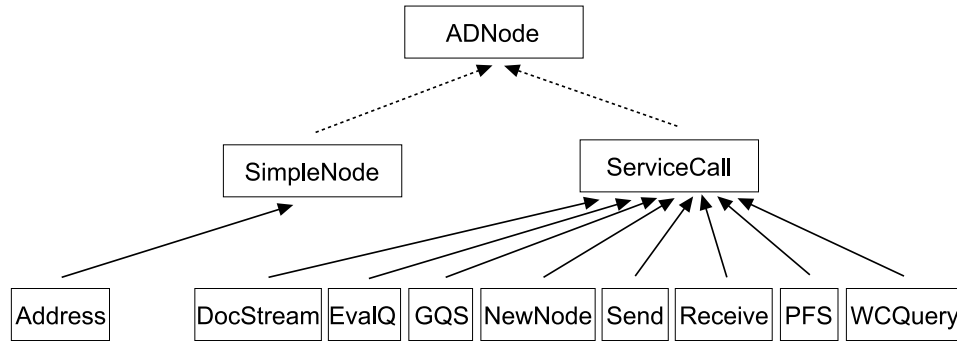 ADNode
SimpleNode
ServiceCall
Address
DocStream
EvalQ
GQS
NewNode
Send
Receive
PFS
WCQuery